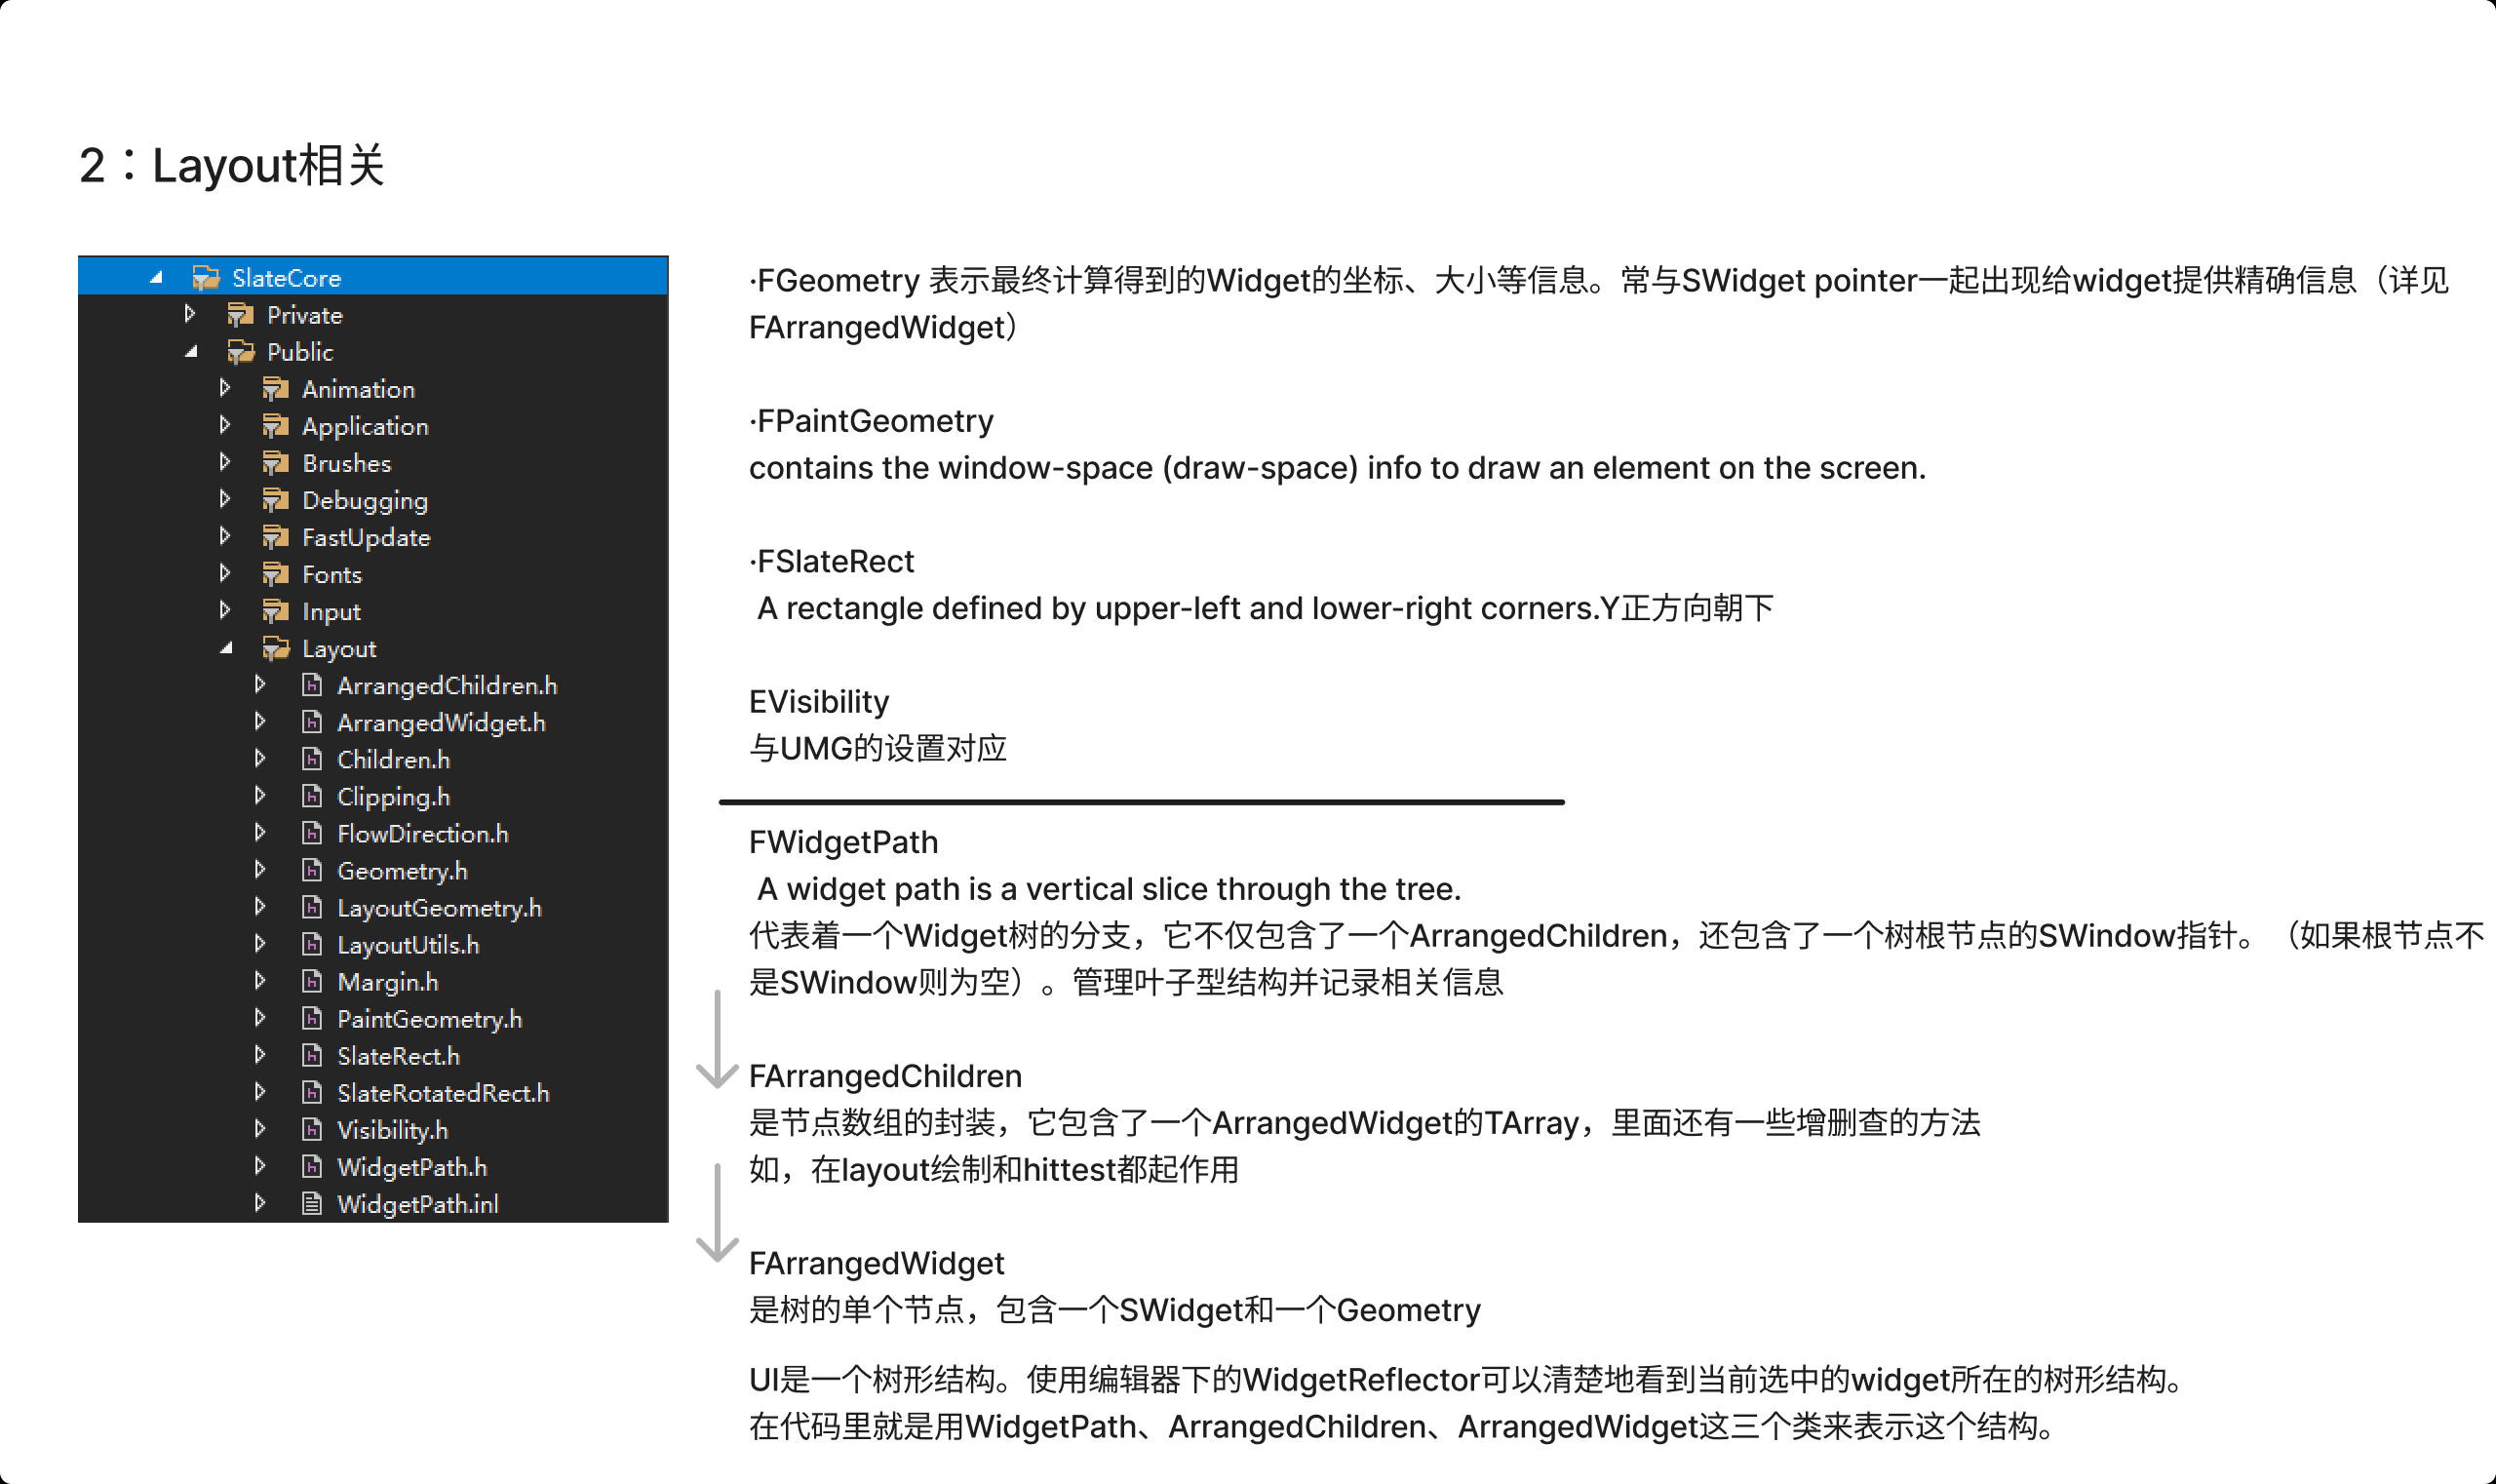 2：Layout相关
SlateCore
Private
Public
Animation
Application
Brushes
Debugging
FastUpdate
Fonts
Input
Layout
ArrangedChildren.h
ArrangedWidget.h
Children.h
Clipping.h
FlowDirection.h
Geometry.h
LayoutGeometry.h
LayoutUtils.h
Margin.h
PaintGeometry.h
SlateRect.h
SlateRotatedRect.h
Visibility.h
WidgetPath.h
WidgetPath.inl
·FGeometry 表示最终计算得到的Widget的坐标、大小等信息。常与SWidget pointer一起出现给widget提供精确信息（详见
FArrangedWidget）
·FPaintGeometry
contains the window-space (draw-space) info to draw an element on the screen.
·FSlateRect
A rectangle defined by upper-left and lower-right corners.Y正方向朝下
EVisibility
与UMG的设置对应
FWidgetPath
A widget path is a vertical slice through the tree.
代表着一个Widget树的分支，它不仅包含了一个ArrangedChildren，还包含了一个树根节点的SWindow指针。（如果根节点不
是SWindow则为空）。管理叶子型结构并记录相关信息
FArrangedChildren
是节点数组的封装，它包含了一个ArrangedWidget的TArray，里面还有一些增删查的方法
如，在layout绘制和hittest都起作用
FArrangedWidget
是树的单个节点，包含一个SWidget和一个Geometry
UI是一个树形结构。使用编辑器下的WidgetReflector可以清楚地看到当前选中的widget所在的树形结构。
在代码里就是用WidgetPath、ArrangedChildren、ArrangedWidget这三个类来表示这个结构。